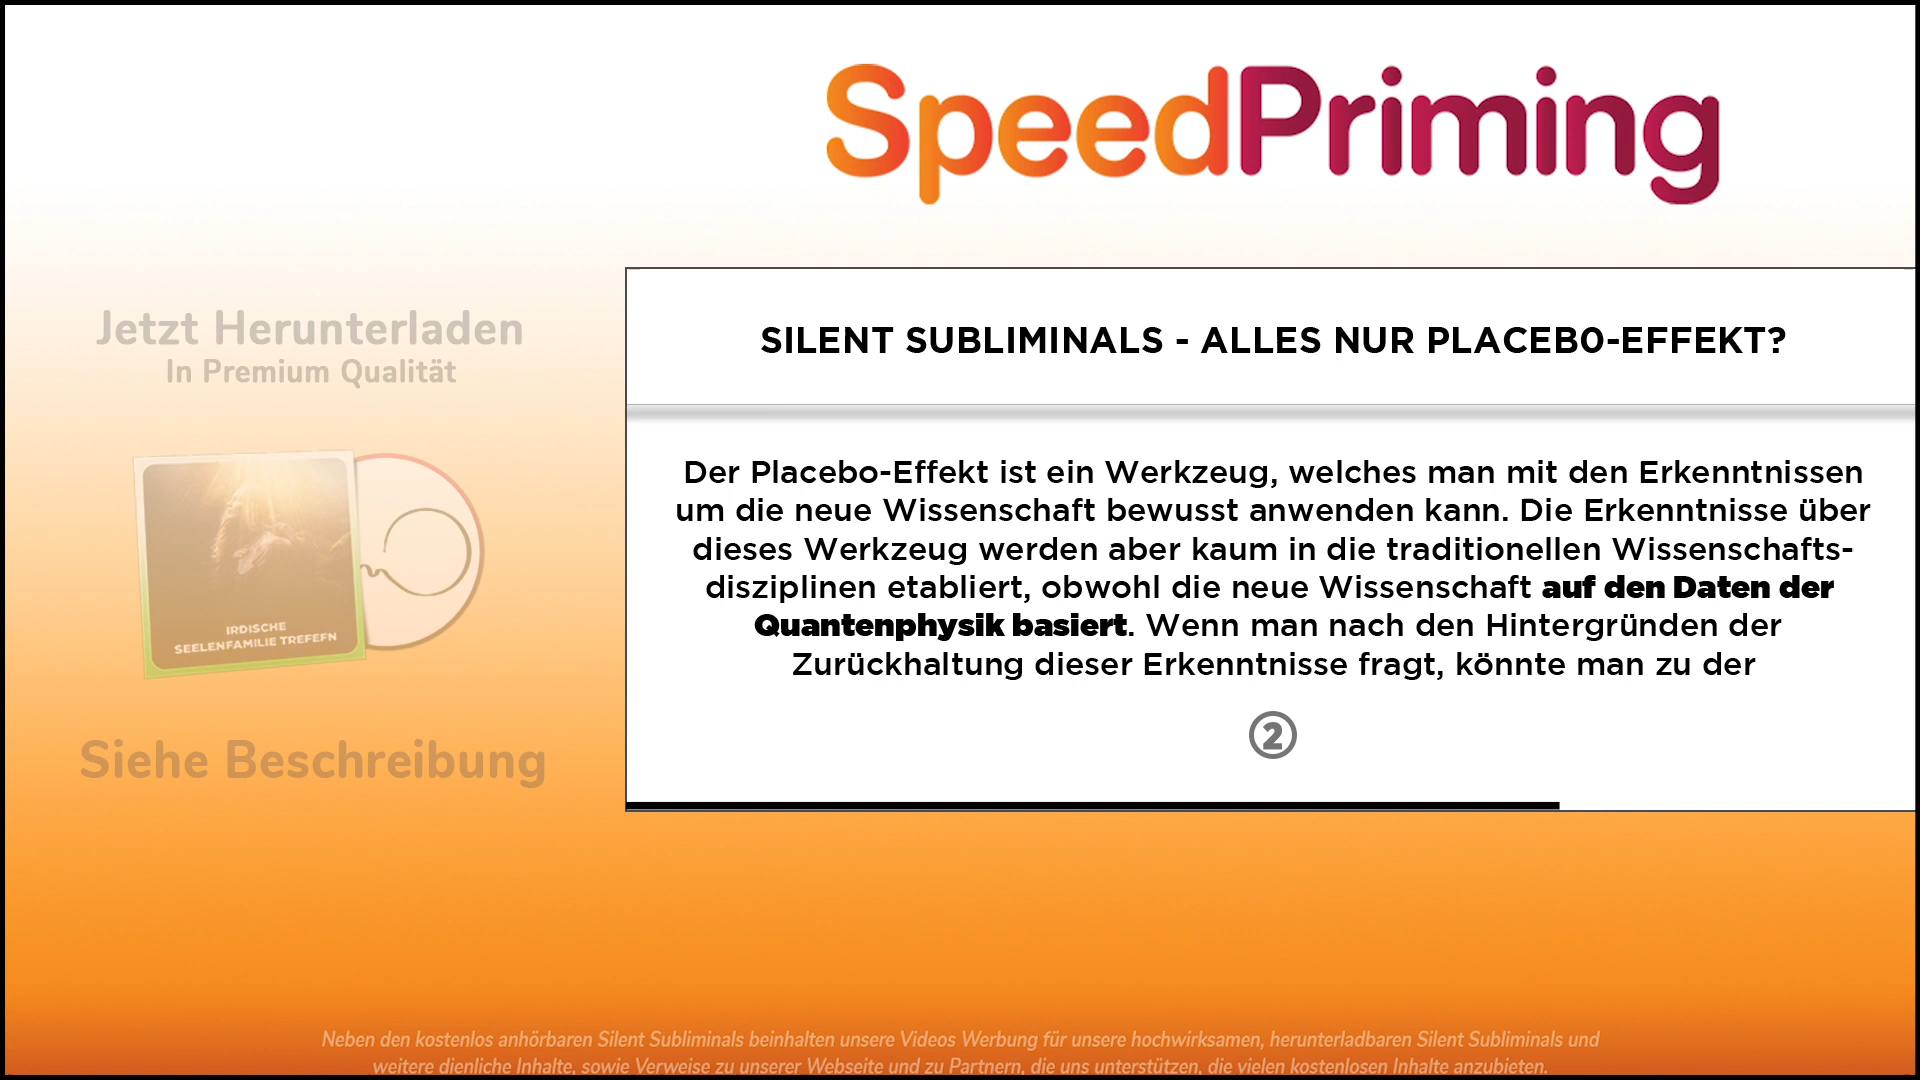 SpeedPriming
Jetzt Herunterladen
In Premium Qualität
IRDISCHE
SEELENFAMILIE TREFEFN
Siehe Beschreibung
SILENT SUBLIMINALS - ALLES NUR PLACEB0-EFFEKT?
Der Placebo-Effekt ist ein Werkzeug, welches man mit den Erkenntnissen
um die neue Wissenschaft bewusst anwenden kann. Die Erkenntnisse über
dieses Werkzeug werden aber kaum in die traditionellen Wissenschafts-
disziplinen etabliert, obwohl die neue Wissenschaft auf den Daten der
Quantenphysik basiert. Wenn man nach den Hintergründen der
Zurückhaltung dieser Erkenntnisse fragt, könnte man zu der
2
Neben den kostenlos anhörbaren Silent Subliminals beinhalten unsere Videos Werbung für unsere hochwirksamen, herunterladbaren Silent Subliminals und
weitere dienliche Inhalte, sowie Verweise zu unserer Webseite und zu Partnern, die uns unterstützen, die vielen kostenlosen Inhalte anzubieten.